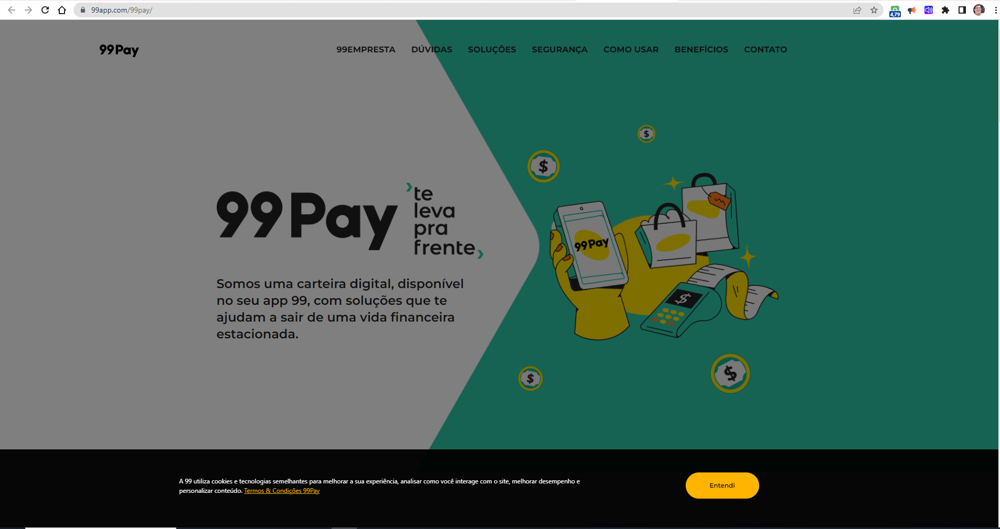 99app.com/99pay/
4,79
99Pay
99EMPRESTA DÚVIDAS SOLUÇÕES SEGURANÇA COMO USAR BENEFÍCIOS CONTATO
99Pay
te
leva
pra
frente
Somos uma carteira digital, disponível
no seu app 99, com soluções que te
ajudam a sair de uma vida financeira
estacionada.
$
$
99Pay
$
$
$
A 99 utiliza cookies e tecnologias semelhantes para melhorar a sua experiência, analisar como você interage com o site, melhorar desempenho e
personalizar conteúdo. Termos & Condições 99Pay
Entendi